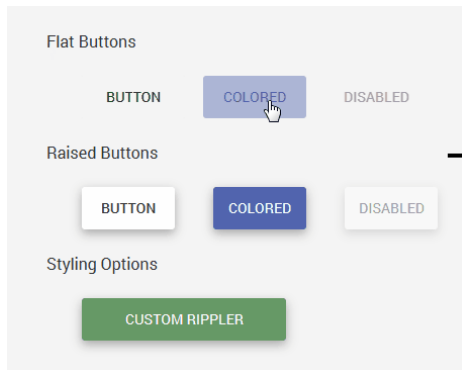 Flat Buttons
BUTTON COLORED DISABLED
Raised Buttons
BUTTON COLORED DISABLED
Styling Options
CUSTOM RIPPLER